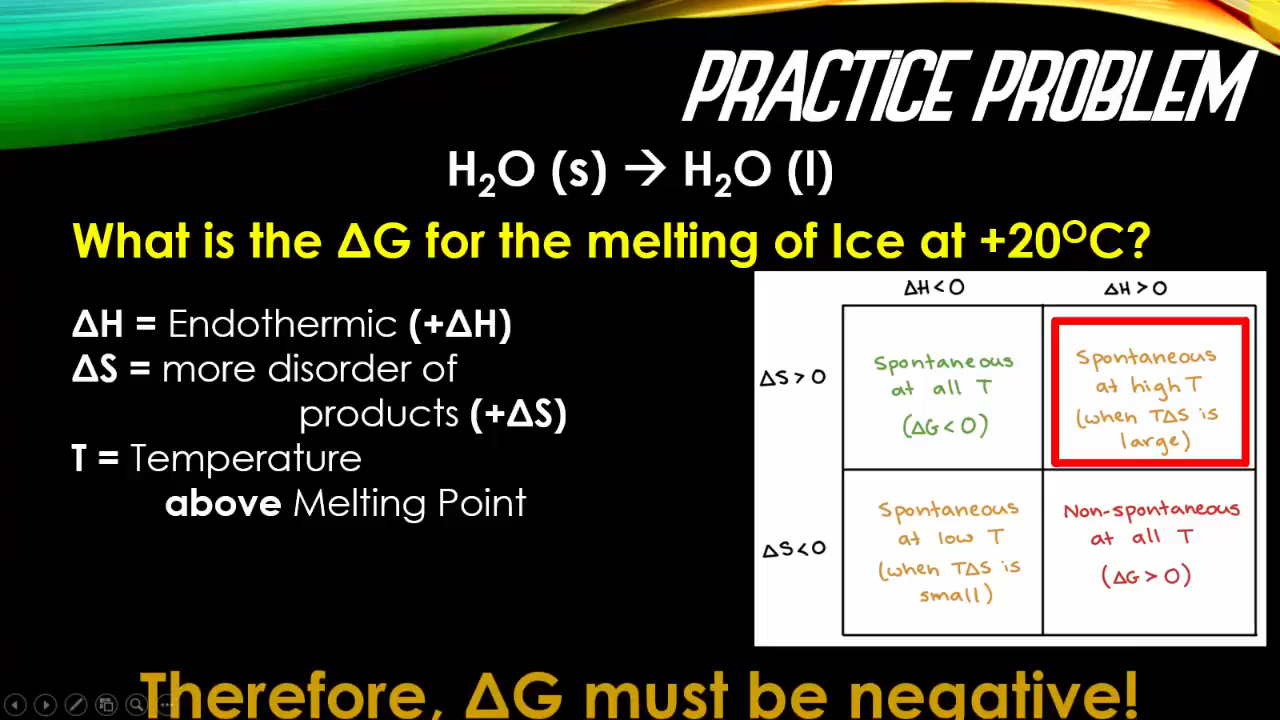 PRACTICE PROBLEM
H₂O (s) → H₂O (l)
What is the ΔG for the melting of Ice at +20ᴼC?
ΔH = Endothermic (+ΔH)
ΔS = more disorder of
products (+ΔS)
T = Temperature
above Melting Point
ΔH < 0 ΔH > 0
ΔS > 0
Spontaneous
at all T
(ΔG < 0)
Spontaneous
at high T
(when TΔS is
large)
ΔS < 0
Spontaneous
at low T
(when TΔS is
small)
Non-spontaneous
at all T
(ΔG > 0)
Therefore, ΔG must be negative!